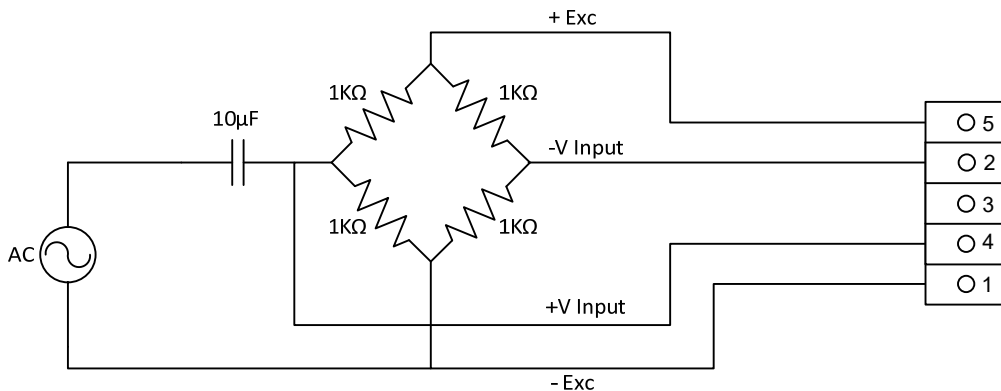 + Exc
1KΩ
1KΩ
10µF
5
-V Input
2
3
1KΩ
1KΩ
4
AC
1
+V Input
- Exc